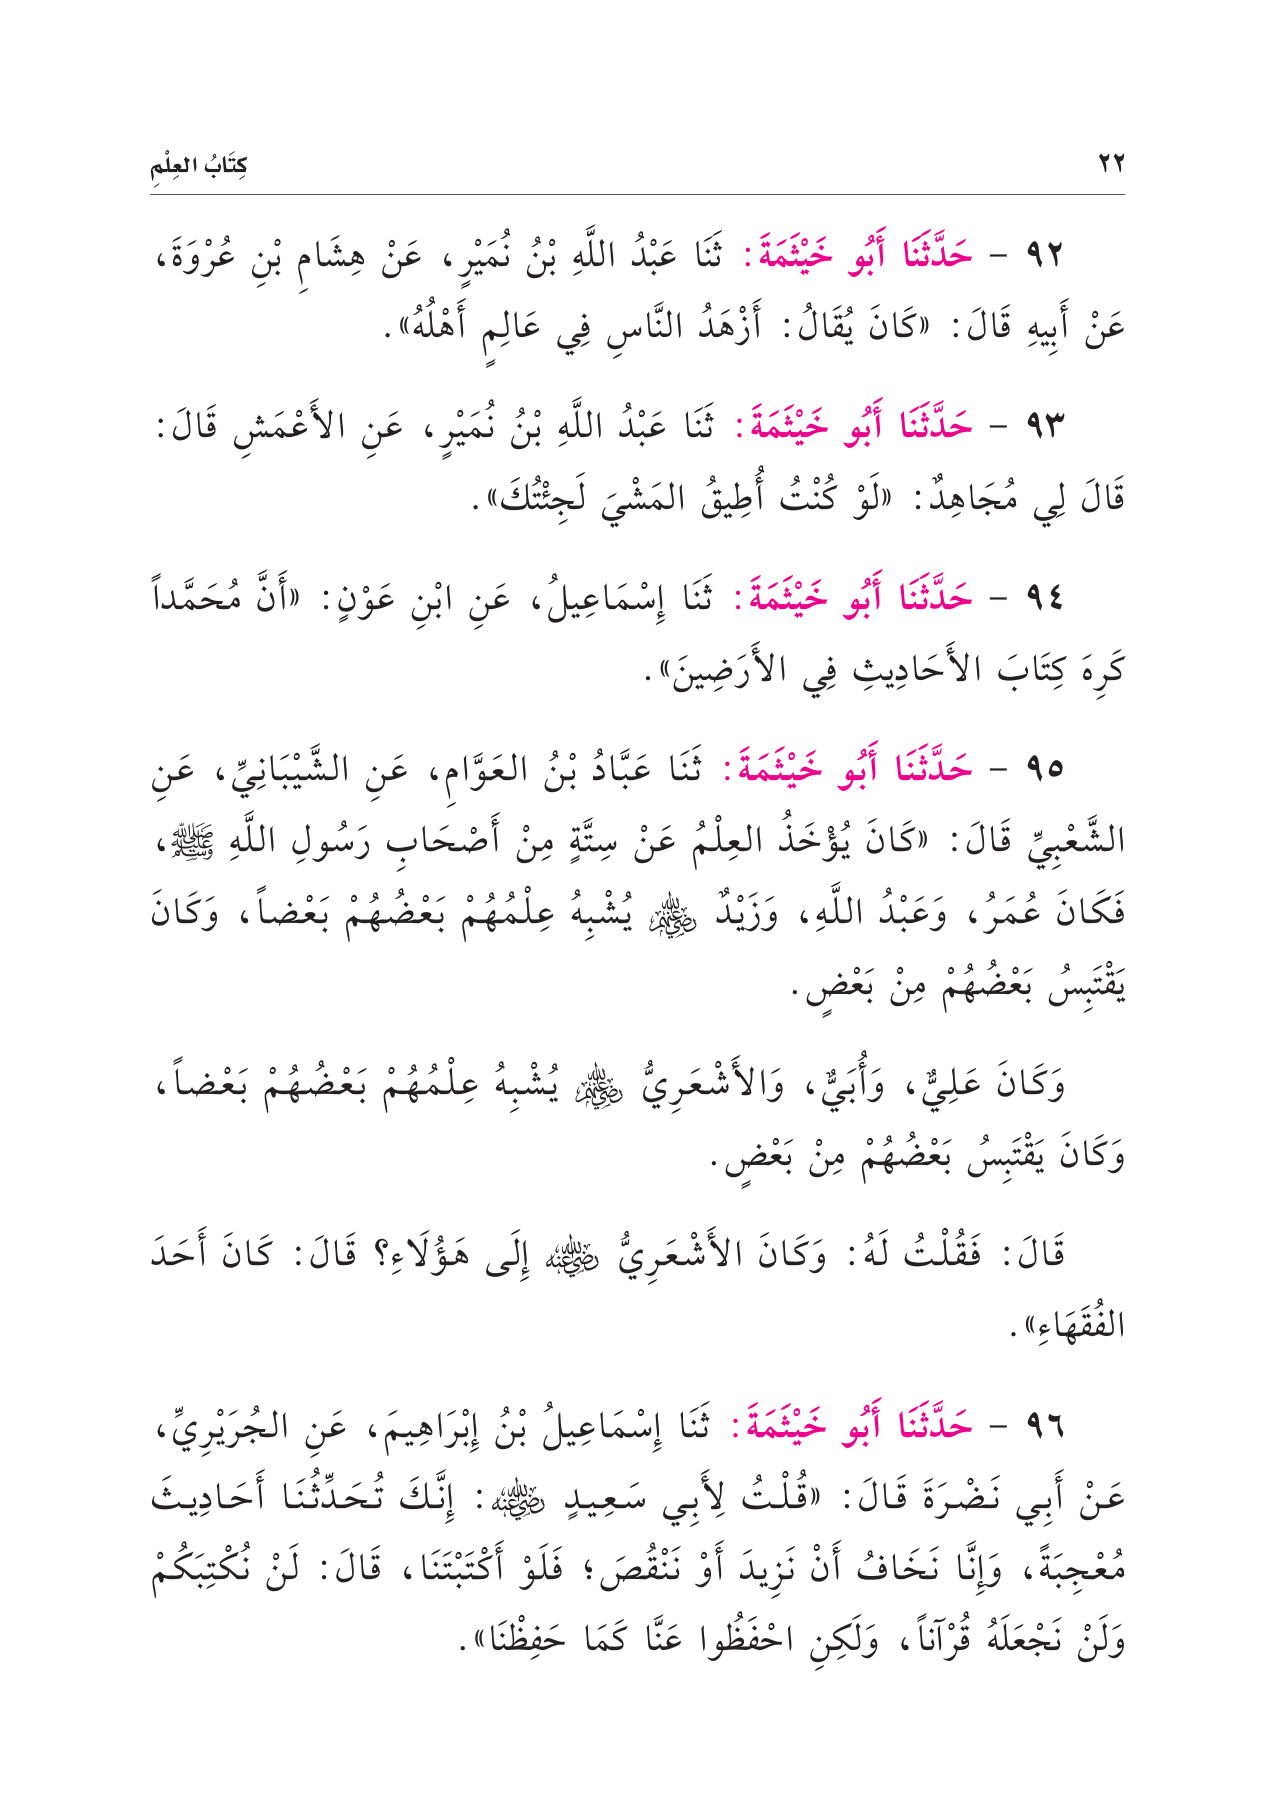 ٢٢
كِتَابُ العِلْمِ
٩٢ - حَدَّثَنَا أَبُو خَيْثَمَةَ: ثَنَا عَبْدُ اللَّهِ بْنُ نُمَيْرٍ، عَنْ هِشَامِ بْنِ عُرْوَةَ،
عَنْ أَبِيهِ قَالَ: «كَانَ يُقَالُ: أَزْهَدُ النَّاسِ فِي عَالِمٍ أَهْلُهُ».
٩٣ - حَدَّثَنَا أَبُو خَيْثَمَةَ: ثَنَا عَبْدُ اللَّهِ بْنُ نُمَيْرٍ، عَنِ الأَعْمَشِ قَالَ:
قَالَ لِي مُجَاهِدٌ: «لَوْ كُنْتُ أُطِيقُ المَشْيَ لَجِئْتُكَ».
٩٤ - حَدَّثَنَا أَبُو خَيْثَمَةَ: ثَنَا إِسْمَاعِيلُ، عَنِ ابْنِ عَوْنٍ: «أَنَّ مُحَمَّداً
كَرِهَ كِتَابَ الأَحَادِيثِ فِي الأَرَضِينَ».
٩٥ - حَدَّثَنَا أَبُو خَيْثَمَةَ: ثَنَا عَبَّادُ بْنُ العَوَّامِ، عَنِ الشَّيْبَانِيِّ، عَنِ
الشَّعْبِيِّ قَالَ: «كَانَ يُؤْخَذُ العِلْمُ عَنْ سِتَّةٍ مِنْ أَصْحَابِ رَسُولِ اللَّهِ ﷺ،
فَكَانَ عُمَرُ، وَعَبْدُ اللَّهِ، وَزَيْدٌ رضي الله عنهم يُشْبِهُ عِلْمُهُمْ بَعْضُهُمْ بَعْضاً، وَكَانَ
يَقْتَبِسُ بَعْضُهُمْ مِنْ بَعْضٍ.
وَكَانَ عَلِيٌّ، وَأُبَيٌّ، وَالأَشْعَرِيُّ رضي الله عنهم يُشْبِهُ عِلْمُهُمْ بَعْضُهُمْ بَعْضاً،
وَكَانَ يَقْتَبِسُ بَعْضُهُمْ مِنْ بَعْضٍ.
قَالَ: فَقُلْتُ لَهُ: وَكَانَ الأَشْعَرِيُّ رضي الله عنه إِلَى هَؤُلَاءِ؟ قَالَ: كَانَ أَحَدَ
الفُقَهَاءِ».
٩٦ - حَدَّثَنَا أَبُو خَيْثَمَةَ: ثَنَا إِسْمَاعِيلُ بْنُ إِبْرَاهِيمَ، عَنِ الجُرَيْرِيِّ،
عَنْ أَبِي نَضْرَةَ قَالَ: «قُلْتُ لِأَبِي سَعِيدٍ رضي الله عنه: إِنَّكَ تُحَدِّثُنَا أَحَادِيثَ
مُعْجِبَةً، وَإِنَّا نَخَافُ أَنْ نَزِيدَ أَوْ نَنْقُصَ؛ فَلَوْ أَكْتَبْتَنَا، قَالَ: لَنْ نُكْتِبَكُمْ
وَلَنْ نَجْعَلَهُ قُرْآناً، وَلَكِنِ احْفَظُوا عَنَّا كَمَا حَفِظْنَا».